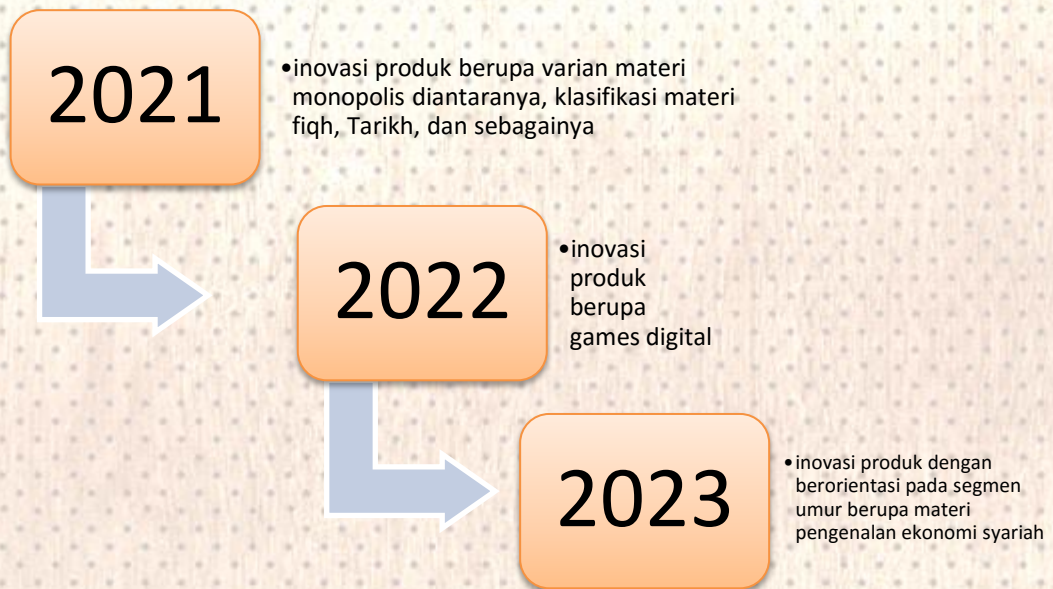 2021
•inovasi produk berupa varian materi
monopolis diantaranya, klasifikasi materi
fiqh, Tarikh, dan sebagainya
2022
•inovasi
produk
berupa
games digital
2023
•inovasi produk dengan
berorientasi pada segmen
umur berupa materi
pengenalan ekonomi syariah